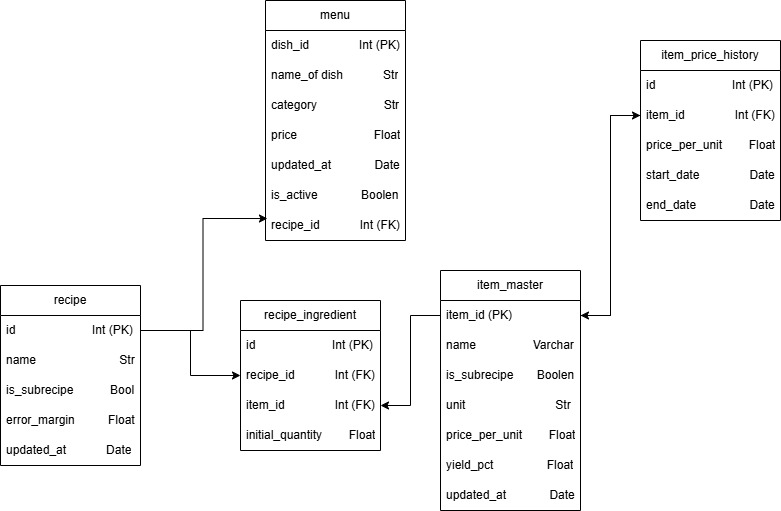 menu
dish_id Int (PK)
name_of dish Str
category Str
price Float
updated_at Date
is_active Boolen
recipe_id Int (FK)
item_price_history
id Int (PK)
item_id Int (FK)
price_per_unit Float
start_date Date
end_date Date
recipe
id Int (PK)
name Str
is_subrecipe Bool
error_margin Float
updated_at Date
recipe_ingredient
id Int (PK)
recipe_id Int (FK)
item_id Int (FK)
initial_quantity Float
item_master
item_id (PK)
name Varchar
is_subrecipe Boolen
unit Str
price_per_unit Float
yield_pct Float
updated_at Date